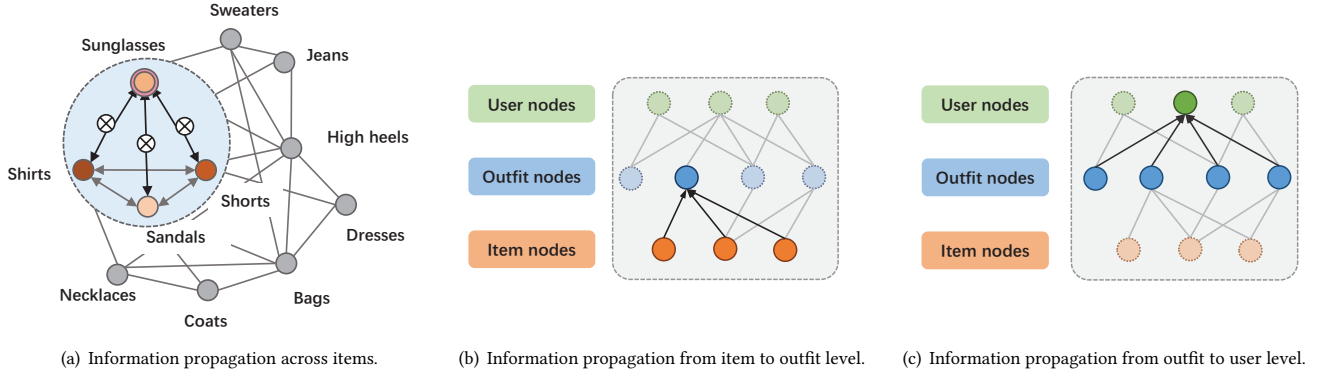 Sweaters
Sunglasses
Jeans
High heels
Shirts
Shorts
Dresses
Sandals
Necklaces
Bags
Coats
(a) Information propagation across items.
User nodes
Outfit nodes
Item nodes
(b) Information propagation from item to outfit level.
User nodes
Outfit nodes
Item nodes
(c) Information propagation from outfit to user level.